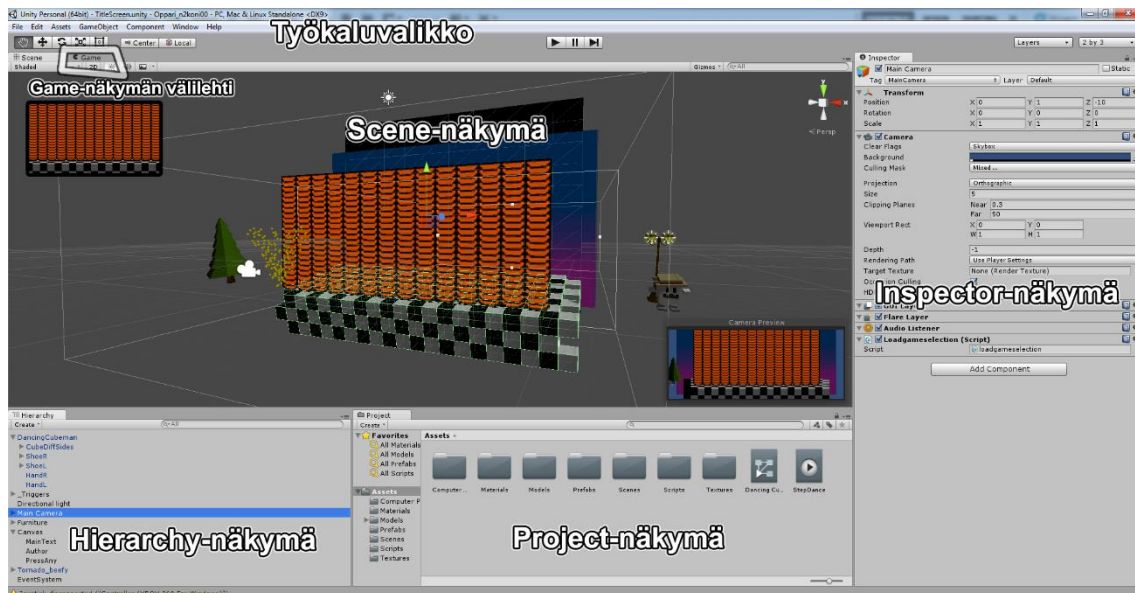 Unity Personal (64bit) - TitleScreen.unity - Oppari_n2koni00 - PC, Mac & Linux Standalone <DX9>
File Edit Assets GameObject Component Window Help
Työkaluvalikko
Center Local
Layers 2 by 3
Scene Game
Shaded 2D
Gizmos All
Game-näkymän välilehti
Scene-näkymä
y
x
Persp
Camera Preview
Inspector
Main Camera Static
Tag MainCamera Layer Default
Transform
Position X 0 Y 1 Z -10
Rotation X 0 Y 0 Z 0
Scale X 1 Y 1 Z 1
Camera
Clear Flags Skybox
Background
Culling Mask Mixed ...
Projection Orthographic
Size 5
Clipping Planes Near 0.3
Far 50
Viewport Rect X 0 Y 0
W 1 H 1
Depth -1
Rendering Path Use Player Settings
Target Texture None (Render Texture)
Culling
HD
Inspector-näkymä
Flare Layer
Audio Listener
Loadgameselection (Script)
Script loadgameselection
Add Component
Hierarchy
Create All
DancingCubeman
CubeDiffSides
ShoeR
ShoeL
HandR
HandL
_Triggers
Directional light
Main Camera
Furniture
Canvas
MainText
Author
PressAny
Tornado_beefy
EventSystem
Hierarchy-näkymä
Project
Create
Favorites
All Materials
All Models
All Prefabs
All Scripts
Assets
Computer P
Materials
Models
Prefabs
Scenes
Scripts
Textures
Assets
Computer ... Materials Models Prefabs Scenes Scripts Textures Dancing Cu... StepDance
Project-näkymä